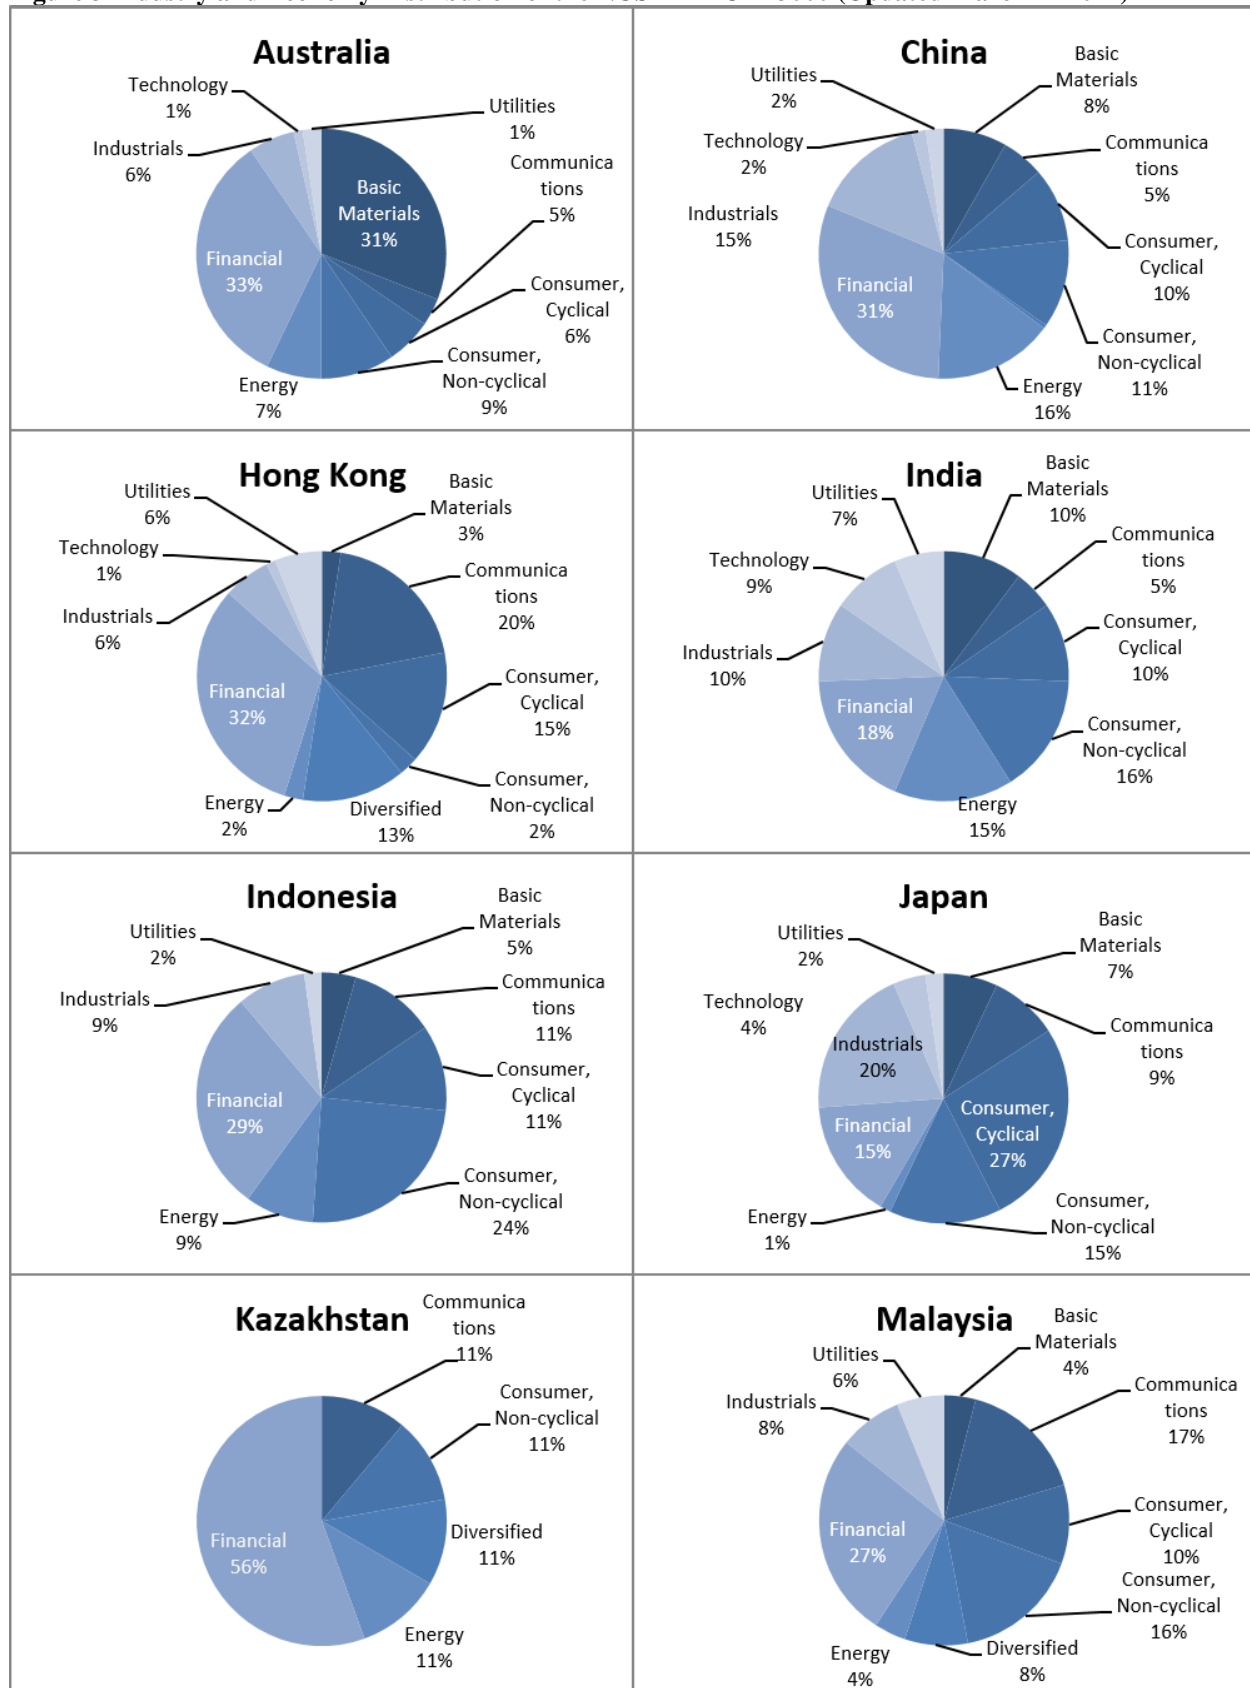 Industry and Economy Distribution of the (Updated
Australia
Technology
1%
Utilities
1%
Industrials
6%
Communica
tions
5%
Basic
Materials
31%
Financial
33%
Consumer,
Cyclical
6%
Consumer,
Non-cyclical
9%
Energy
7%
China
Basic
Materials
8%
Utilities
2%
Technology
2%
Communica
tions
5%
Industrials
15%
Consumer,
Cyclical
10%
Financial
31%
Consumer,
Non-cyclical
11%
Energy
16%
Hong Kong
Basic
Materials
3%
Utilities
6%
Technology
1%
Communica
tions
20%
Industrials
6%
Consumer,
Cyclical
15%
Financial
32%
Consumer,
Non-cyclical
2%
Energy
2%
Diversified
13%
India
Basic
Materials
10%
Utilities
7%
Communica
tions
5%
Technology
9%
Consumer,
Cyclical
10%
Industrials
10%
Financial
18%
Consumer,
Non-cyclical
16%
Energy
15%
Indonesia
Basic
Materials
5%
Utilities
2%
Communica
tions
11%
Industrials
9%
Consumer,
Cyclical
11%
Financial
29%
Consumer,
Non-cyclical
24%
Energy
9%
Japan
Basic
Materials
7%
Utilities
2%
Technology
4%
Communica
tions
9%
Industrials
20%
Consumer,
Cyclical
27%
Financial
15%
Consumer,
Non-cyclical
15%
Energy
1%
Kazakhstan
Communica
tions
11%
Consumer,
Non-cyclical
11%
Diversified
11%
Financial
56%
Energy
11%
Malaysia
Basic
Materials
4%
Utilities
6%
Communica
tions
17%
Industrials
8%
Consumer,
Cyclical
10%
Financial
27%
Consumer,
Non-cyclical
16%
Energy
4%
Diversified
8%